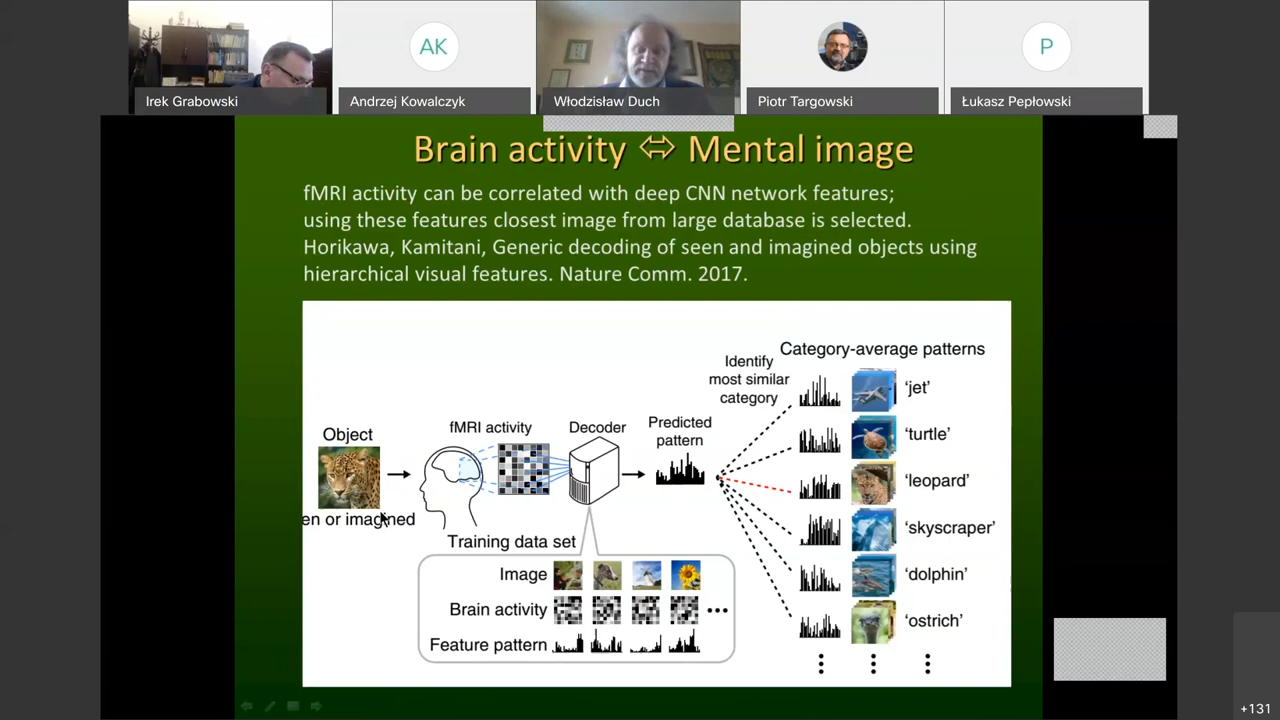 AK
P
Irek Grabowski
Andrzej Kowalczyk
Włodzisław Duch
Piotr Targowski
Łukasz Pepłowski
Brain activity ⇔ Mental image
fMRI activity can be correlated with deep CNN network features;
using these features closest image from large database is selected.
Horikawa, Kamitani, Generic decoding of seen and imagined objects using
hierarchical visual features. Nature Comm. 2017.
Object
en or imagined
fMRI activity
Decoder
Predicted
pattern
Identify
most similar
category
Category-average patterns
'jet'
'turtle'
'leopard'
'skyscraper'
'dolphin'
'ostrich'
Training data set
Image
Brain activity
Feature pattern
+131